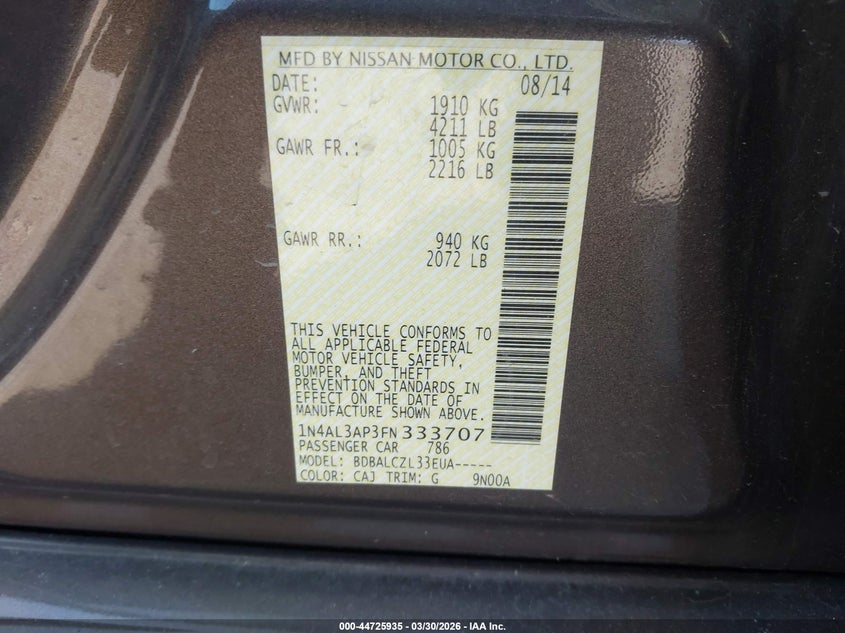 MFD BY NISSAN MOTOR CO., LTD.
DATE: 08/14
GVWR: 1910 KG
4211 LB
GAWR FR.: 1005 KG
2216 LB
GAWR RR.: 940 KG
2072 LB
THIS VEHICLE CONFORMS TO
ALL APPLICABLE FEDERAL
MOTOR VEHICLE SAFETY,
BUMPER, AND THEFT
PREVENTION STANDARDS IN
EFFECT ON THE DATE OF
MANUFACTURE SHOWN ABOVE.
1N4AL3AP3FN333707
PASSENGER CAR 786
MODEL: BDBALCZL33EUA-----
COLOR: CAJ TRIM: G 9N00A
000-44725935 - 03/30/2026 - IAA Inc.